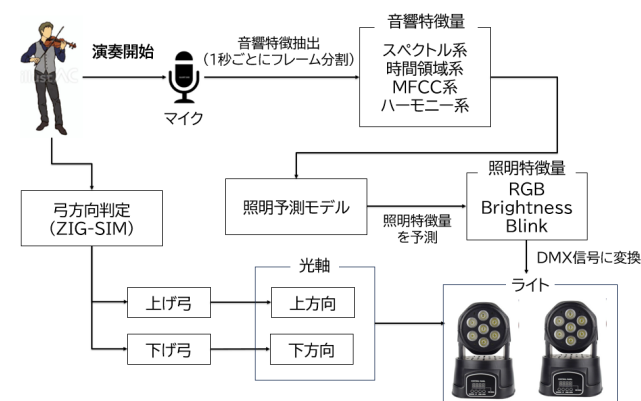 演奏開始
マイク
音響特徴抽出
(1秒ごとにフレーム分割)
音響特徴量
スペクトル系
時間領域系
MFCC系
ハーモニー系
照明予測モデル
照明特徴量
を予測
照明特徴量
RGB
Brightness
Blink
DMX信号に変換
弓方向判定
(ZIG-SIM)
上げ弓
下げ弓
光軸
上方向
下方向
ライト